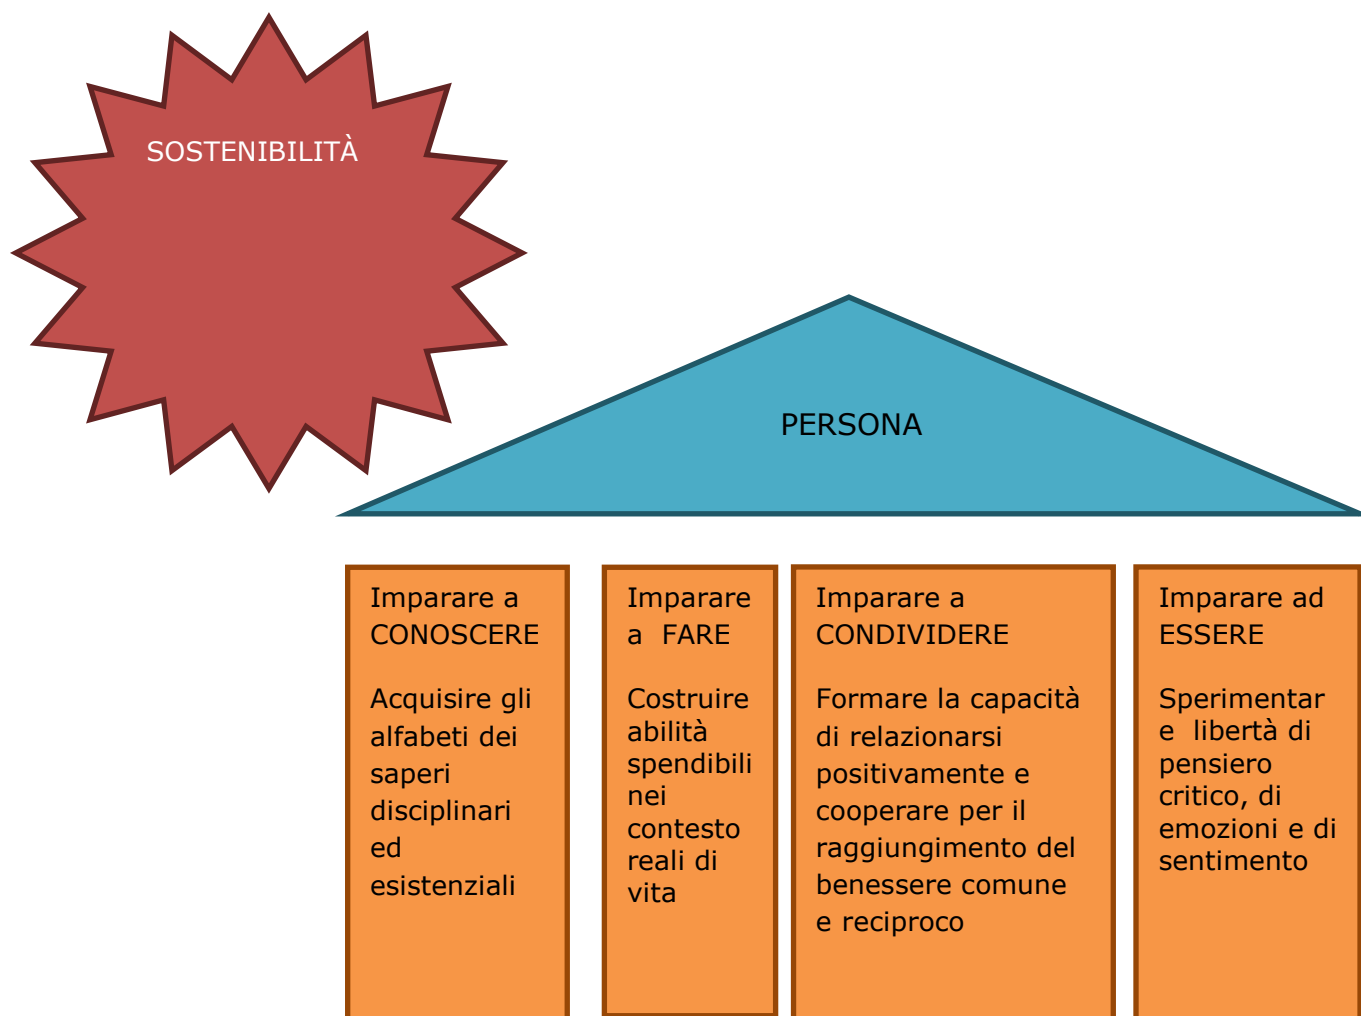 SOSTENIBILITÀ
PERSONA
Imparare a
CONOSCERE
Acquisire gli
alfabeti dei
saperi
disciplinari
ed
esistenziali
Imparare
a  FARE
Costruire
abilità
spendibili
nei
contesto
reali di
vita
Imparare a
CONDIVIDERE
Formare la capacità
di relazionarsi
positivamente e
cooperare per il
raggiungimento del
benessere comune
e reciproco
Imparare ad
ESSERE
Sperimentar
e  libertà di
pensiero
critico, di
emozioni e di
sentimento